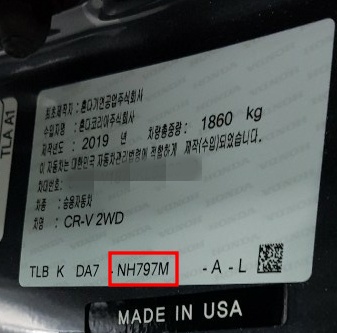 TLA A1
최초제작자: 혼다기연공업주식회사
수입자명: 혼다코리아주식회사
제작년도: 2019 년 차량총중량: 1860 kg
이 자동차는 대한민국 자동차관리법령에 적합하게 제작(수입)되었습니다.
차대번호:
차종: 승용자동차
차명: CR-V 2WD
TLB K DA7 -NH797M -A-L
MADE IN USA